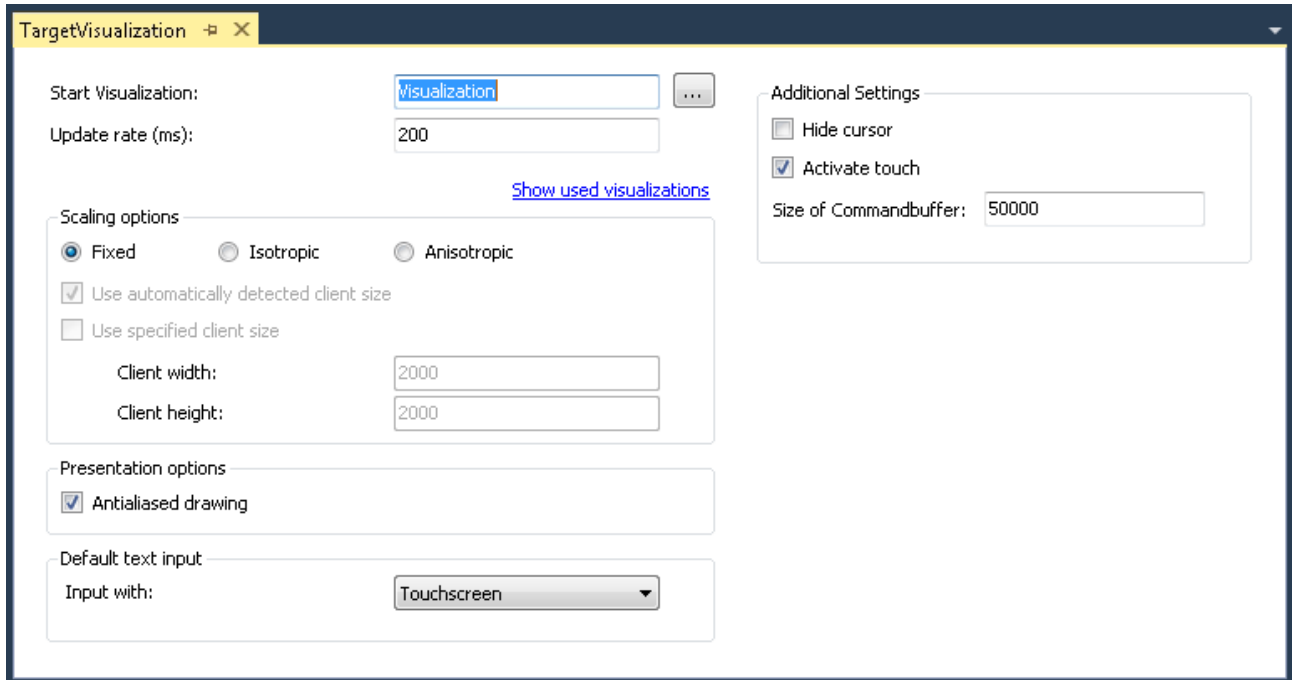 TargetVisualization
Start Visualization: Visualization ...
Update rate (ms): 200
Show used visualizations
Scaling options
Fixed Isotropic Anisotropic
Use automatically detected client size
Use specified client size
Client width: 2000
Client height: 2000
Presentation options
Antialiased drawing
Default text input
Input with: Touchscreen
Additional Settings
Hide cursor
Activate touch
Size of Commandbuffer: 50000